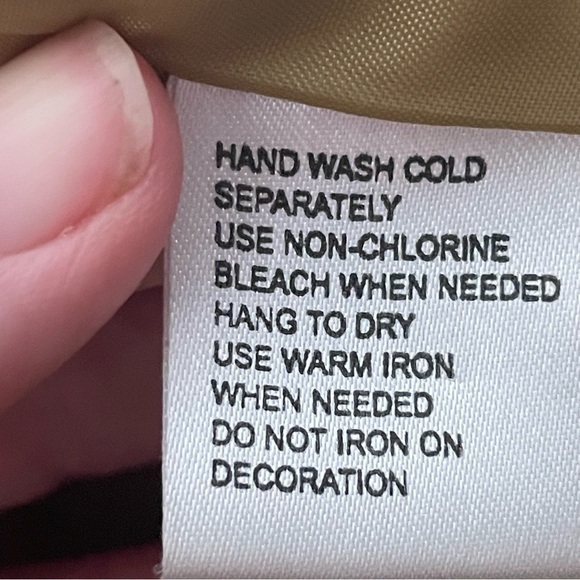 HAND WASH COLD
SEPARATELY
USE NON-CHLORINE
BLEACH WHEN NEEDED
HANG TO DRY
USE WARM IRON
WHEN NEEDED
DO NOT IRON ON
DECORATION